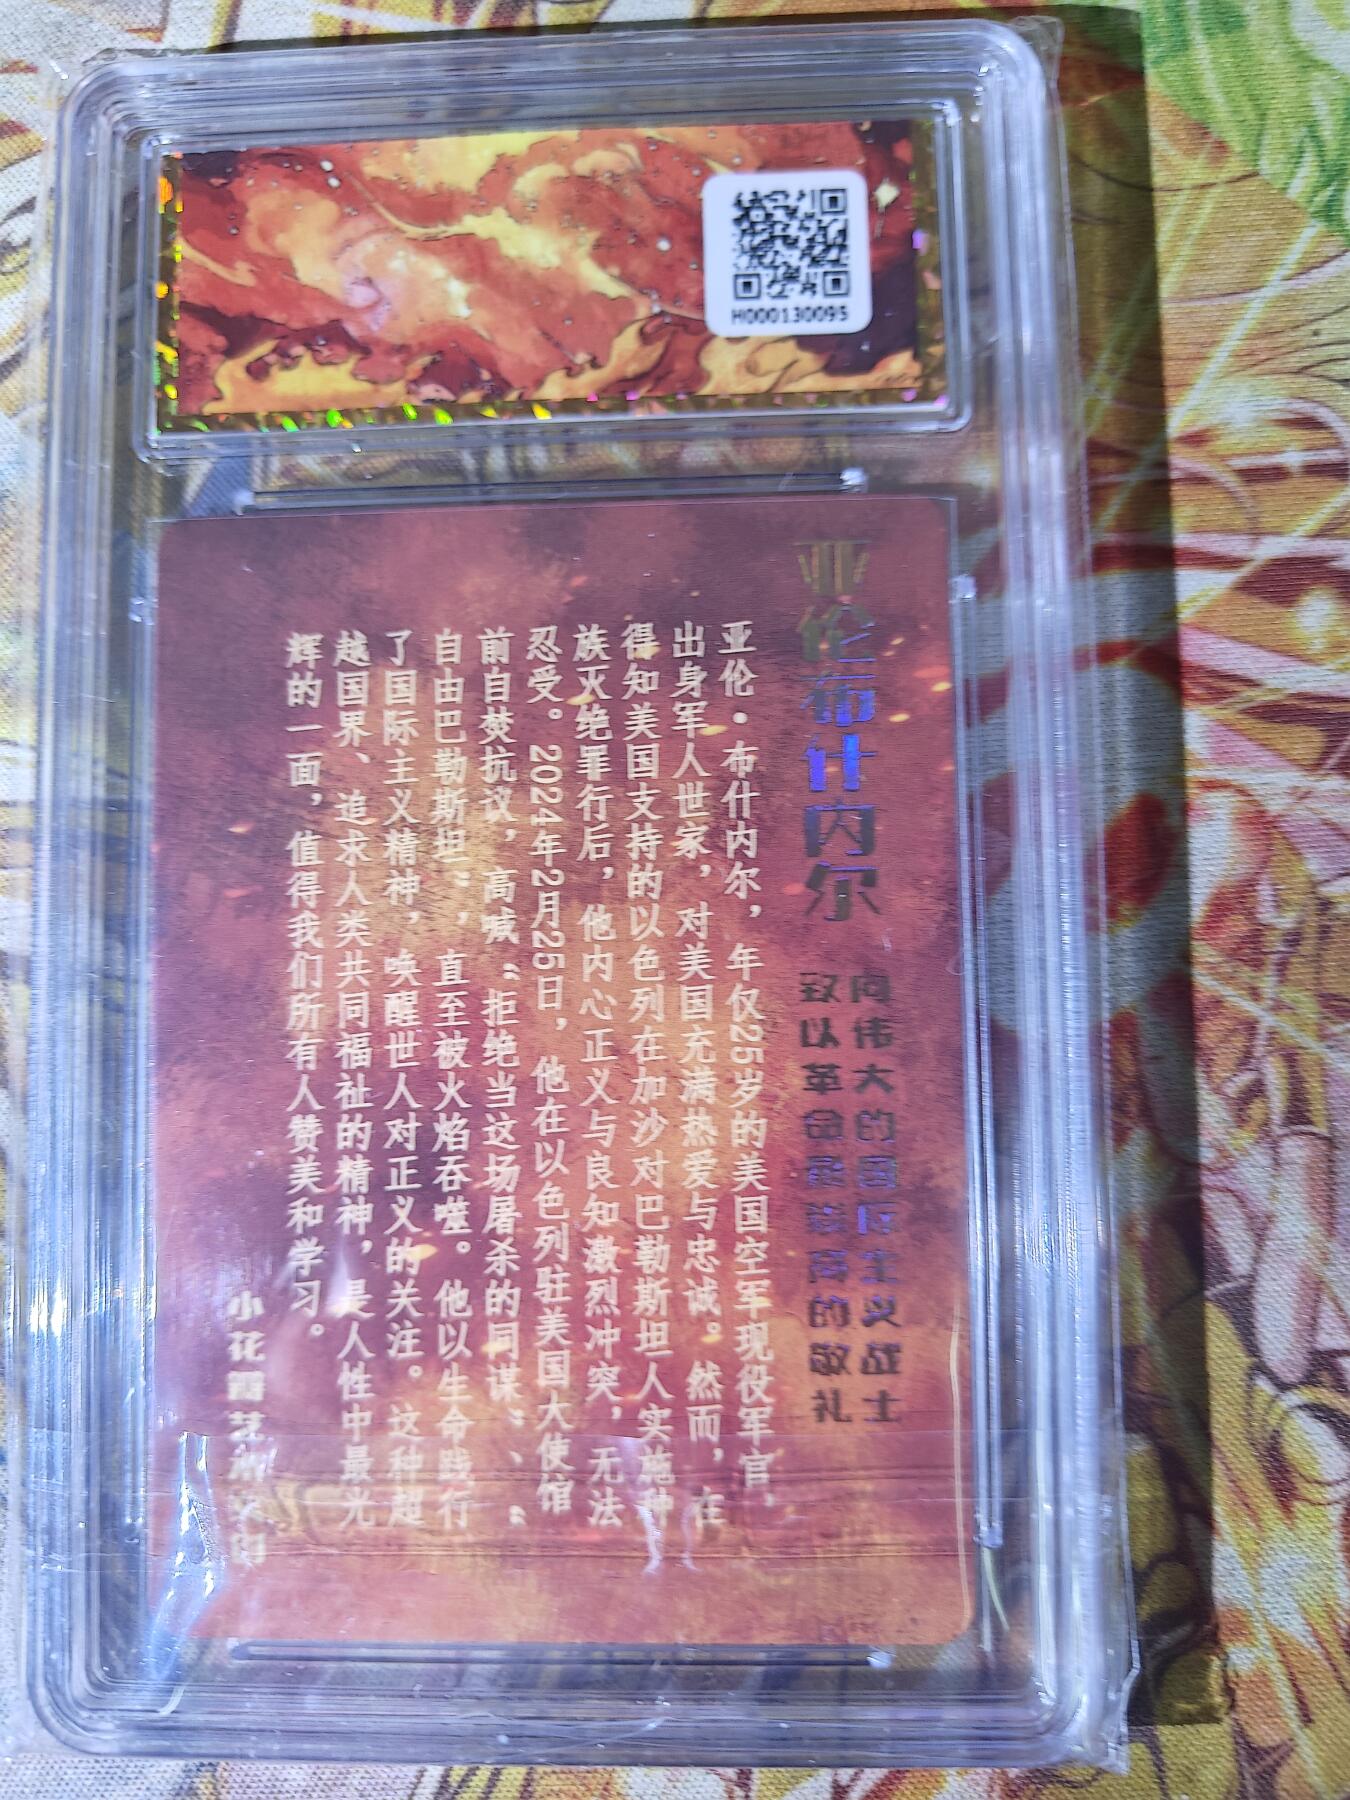 H000130095
亚伦布什内尔
向伟大的国际主义战士
致以革命最崇高的敬礼
亚伦·布什内尔，年仅25岁的美国空军现役军官，
出身军人世家，对美国充满热爱与忠诚。然而，在
得知美国支持的以色列在加沙对巴勒斯坦人实施种
族灭绝罪行后，他内心正义与良知激烈冲突，无法
忍受。2024年2月25日，他在以色列驻美国大使馆
前自焚抗议，高喊“拒绝当这场屠杀的同谋”、“
自由巴勒斯坦”，直至被火焰吞噬。他以生命践行
了国际主义精神，唤醒世人对正义的关注。这种超
越国界、追求人类共同福祉的精神，是人性中最光
辉的一面，值得我们所有人赞美和学习。
小花